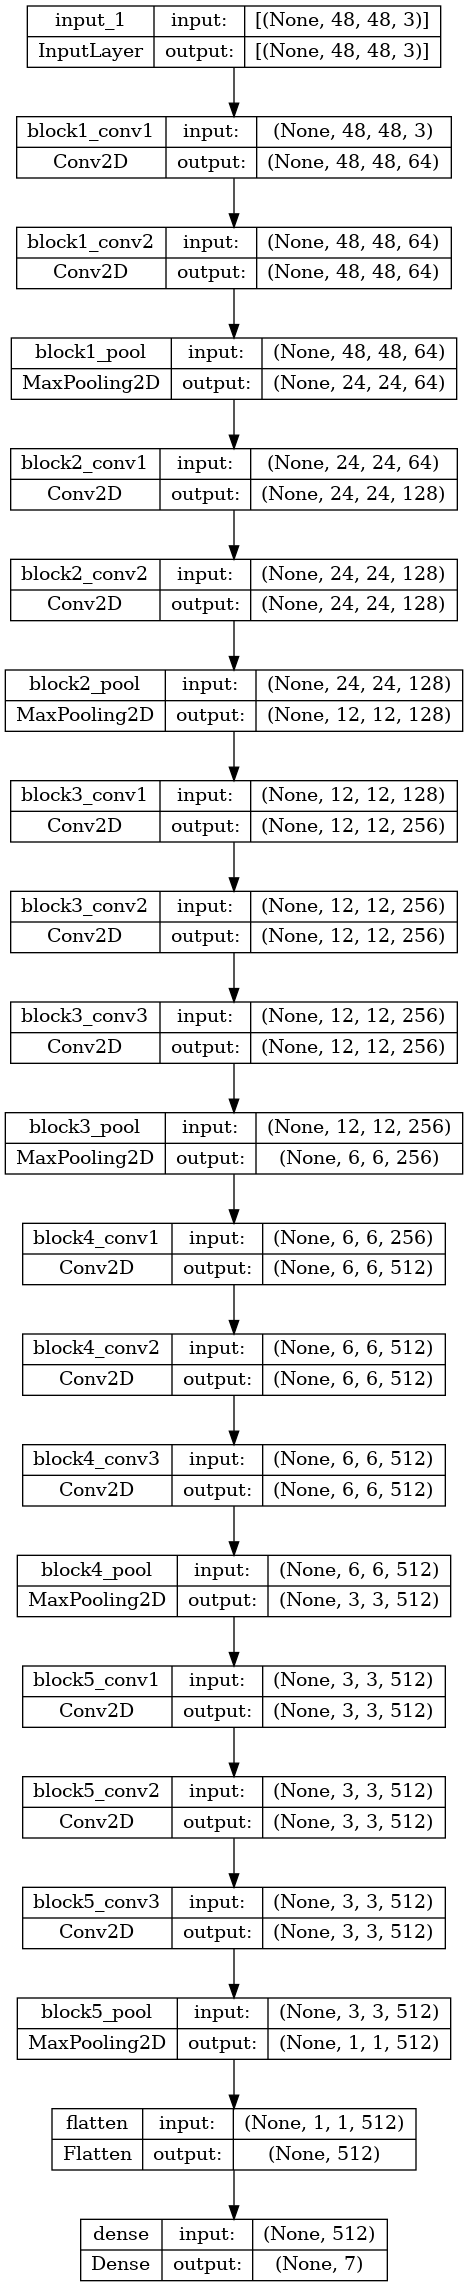 input_1 input: [(None, 48, 48, 3)]
InputLayer output: [(None, 48, 48, 3)]
block1_conv1 input: (None, 48, 48, 3)
Conv2D output: (None, 48, 48, 64)
block1_conv2 input: (None, 48, 48, 64)
Conv2D output: (None, 48, 48, 64)
block1_pool input: (None, 48, 48, 64)
MaxPooling2D output: (None, 24, 24, 64)
block2_conv1 input: (None, 24, 24, 64)
Conv2D output: (None, 24, 24, 128)
block2_conv2 input: (None, 24, 24, 128)
Conv2D output: (None, 24, 24, 128)
block2_pool input: (None, 24, 24, 128)
MaxPooling2D output: (None, 12, 12, 128)
block3_conv1 input: (None, 12, 12, 128)
Conv2D output: (None, 12, 12, 256)
block3_conv2 input: (None, 12, 12, 256)
Conv2D output: (None, 12, 12, 256)
block3_conv3 input: (None, 12, 12, 256)
Conv2D output: (None, 12, 12, 256)
block3_pool input: (None, 12, 12, 256)
MaxPooling2D output: (None, 6, 6, 256)
block4_conv1 input: (None, 6, 6, 256)
Conv2D output: (None, 6, 6, 512)
block4_conv2 input: (None, 6, 6, 512)
Conv2D output: (None, 6, 6, 512)
block4_conv3 input: (None, 6, 6, 512)
Conv2D output: (None, 6, 6, 512)
block4_pool input: (None, 6, 6, 512)
MaxPooling2D output: (None, 3, 3, 512)
block5_conv1 input: (None, 3, 3, 512)
Conv2D output: (None, 3, 3, 512)
block5_conv2 input: (None, 3, 3, 512)
Conv2D output: (None, 3, 3, 512)
block5_conv3 input: (None, 3, 3, 512)
Conv2D output: (None, 3, 3, 512)
block5_pool input: (None, 3, 3, 512)
MaxPooling2D output: (None, 1, 1, 512)
flatten input: (None, 1, 1, 512)
Flatten output: (None, 512)
dense input: (None, 512)
Dense output: (None, 7)